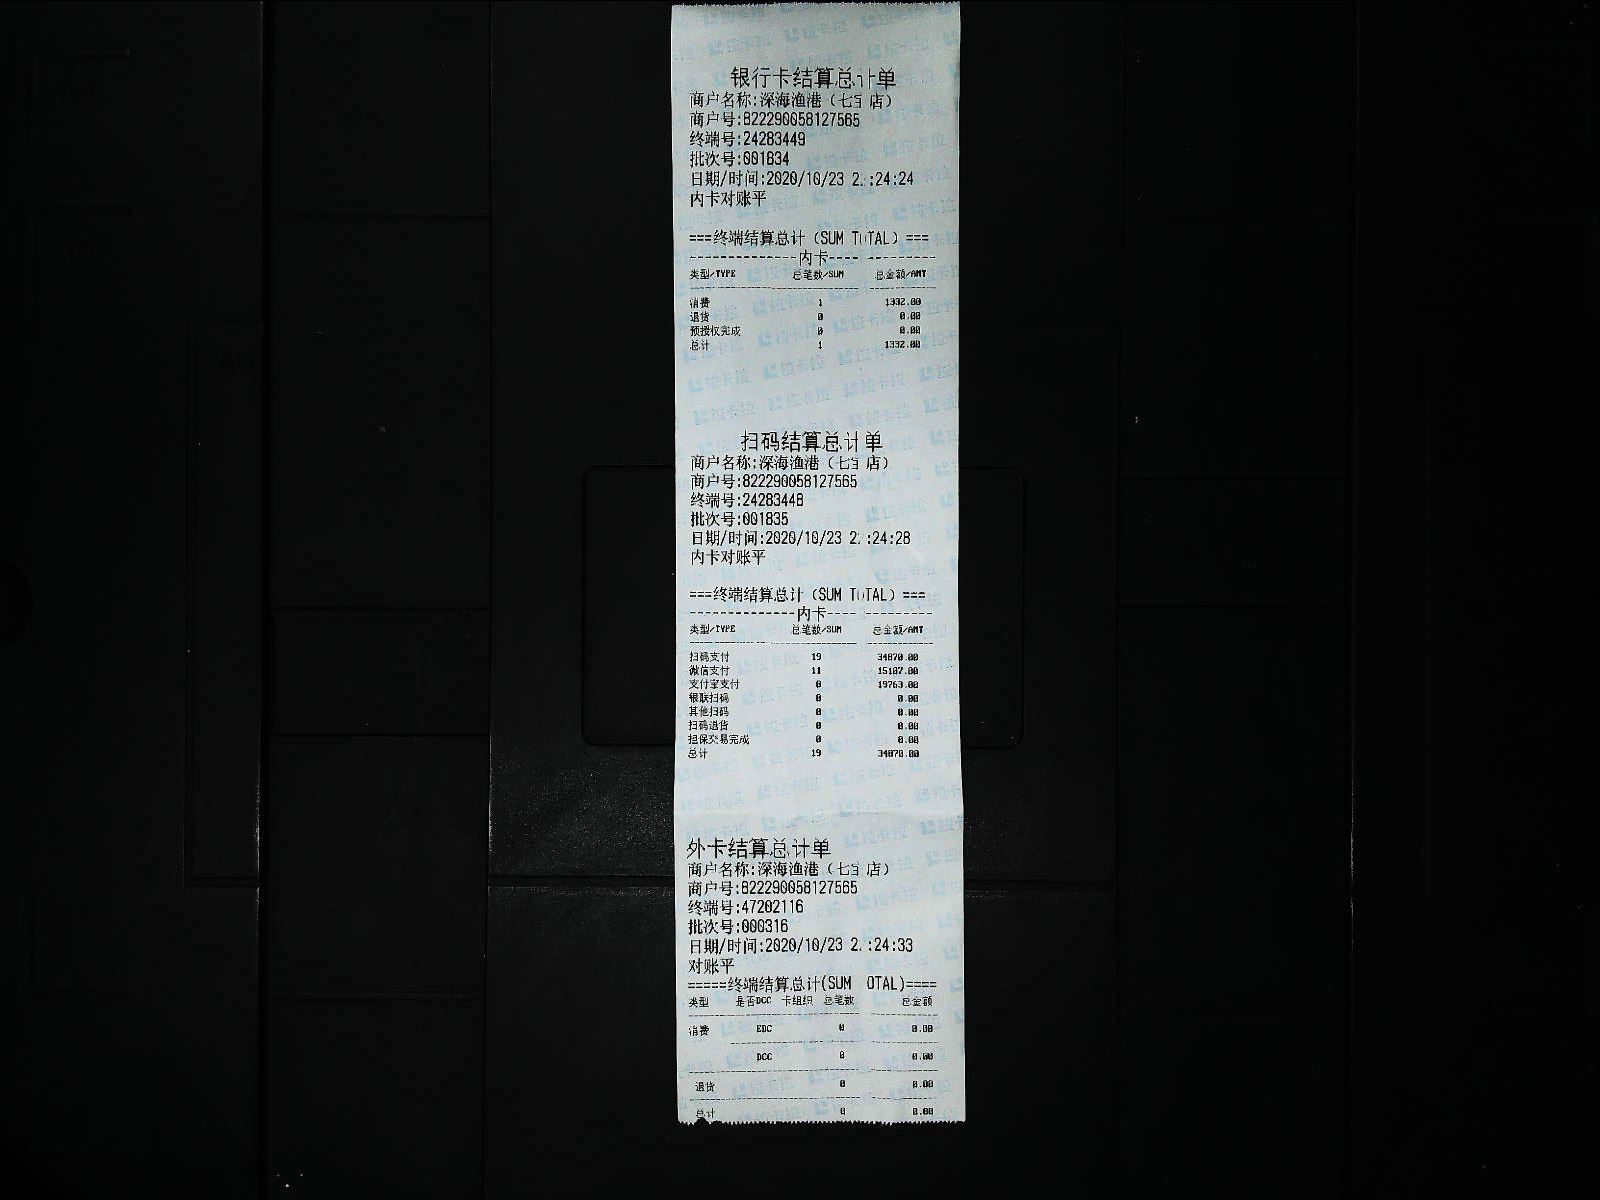 银行卡结算总计单
商户名称:深海渔港（七宝店）
商户号:822290058127565
终端号:24283449
批次号:001834
日期/时间:2020/10/23 2 :24:24
内卡对账平
===终端结算总计（SUM TOTAL）===
--------------内卡---- ---------
类型/TYPE 总笔数/SUM 总金额/AMT
消费 1 1332.00
退货 0 0.00
预授权完成 0 0.00
总计 1 1332.00
扫码结算总计单
商户名称:深海渔港（七宝店）
商户号:822290058127565
终端号:24283448
批次号:001835
日期/时间:2020/10/23 2 :24:28
内卡对账平
===终端结算总计（SUM TOTAL）===
--------------内卡---- ---------
类型/TYPE 总笔数/SUM 总金额/AMT
扫码支付 19 34870.00
微信支付 11 15107.00
支付宝支付 8 19763.00
银联扫码 0 0.00
其他扫码 0 0.00
扫码退货 0 0.00
担保交易完成 0 0.00
总计 19 34870.00
外卡结算总计单
商户名称:深海渔港（七宝店）
商户号:822290058127565
终端号:47202116
批次号:000316
日期/时间:2020/10/23 2 :24:33
对账平
=====终端结算总计(SUM OTAL)====
类型 是否DCC 卡组织 总笔数 总金额
消费 EDC 0 0.00
DCC 0 0.00
退货 0 0.00
总计 0 0.00